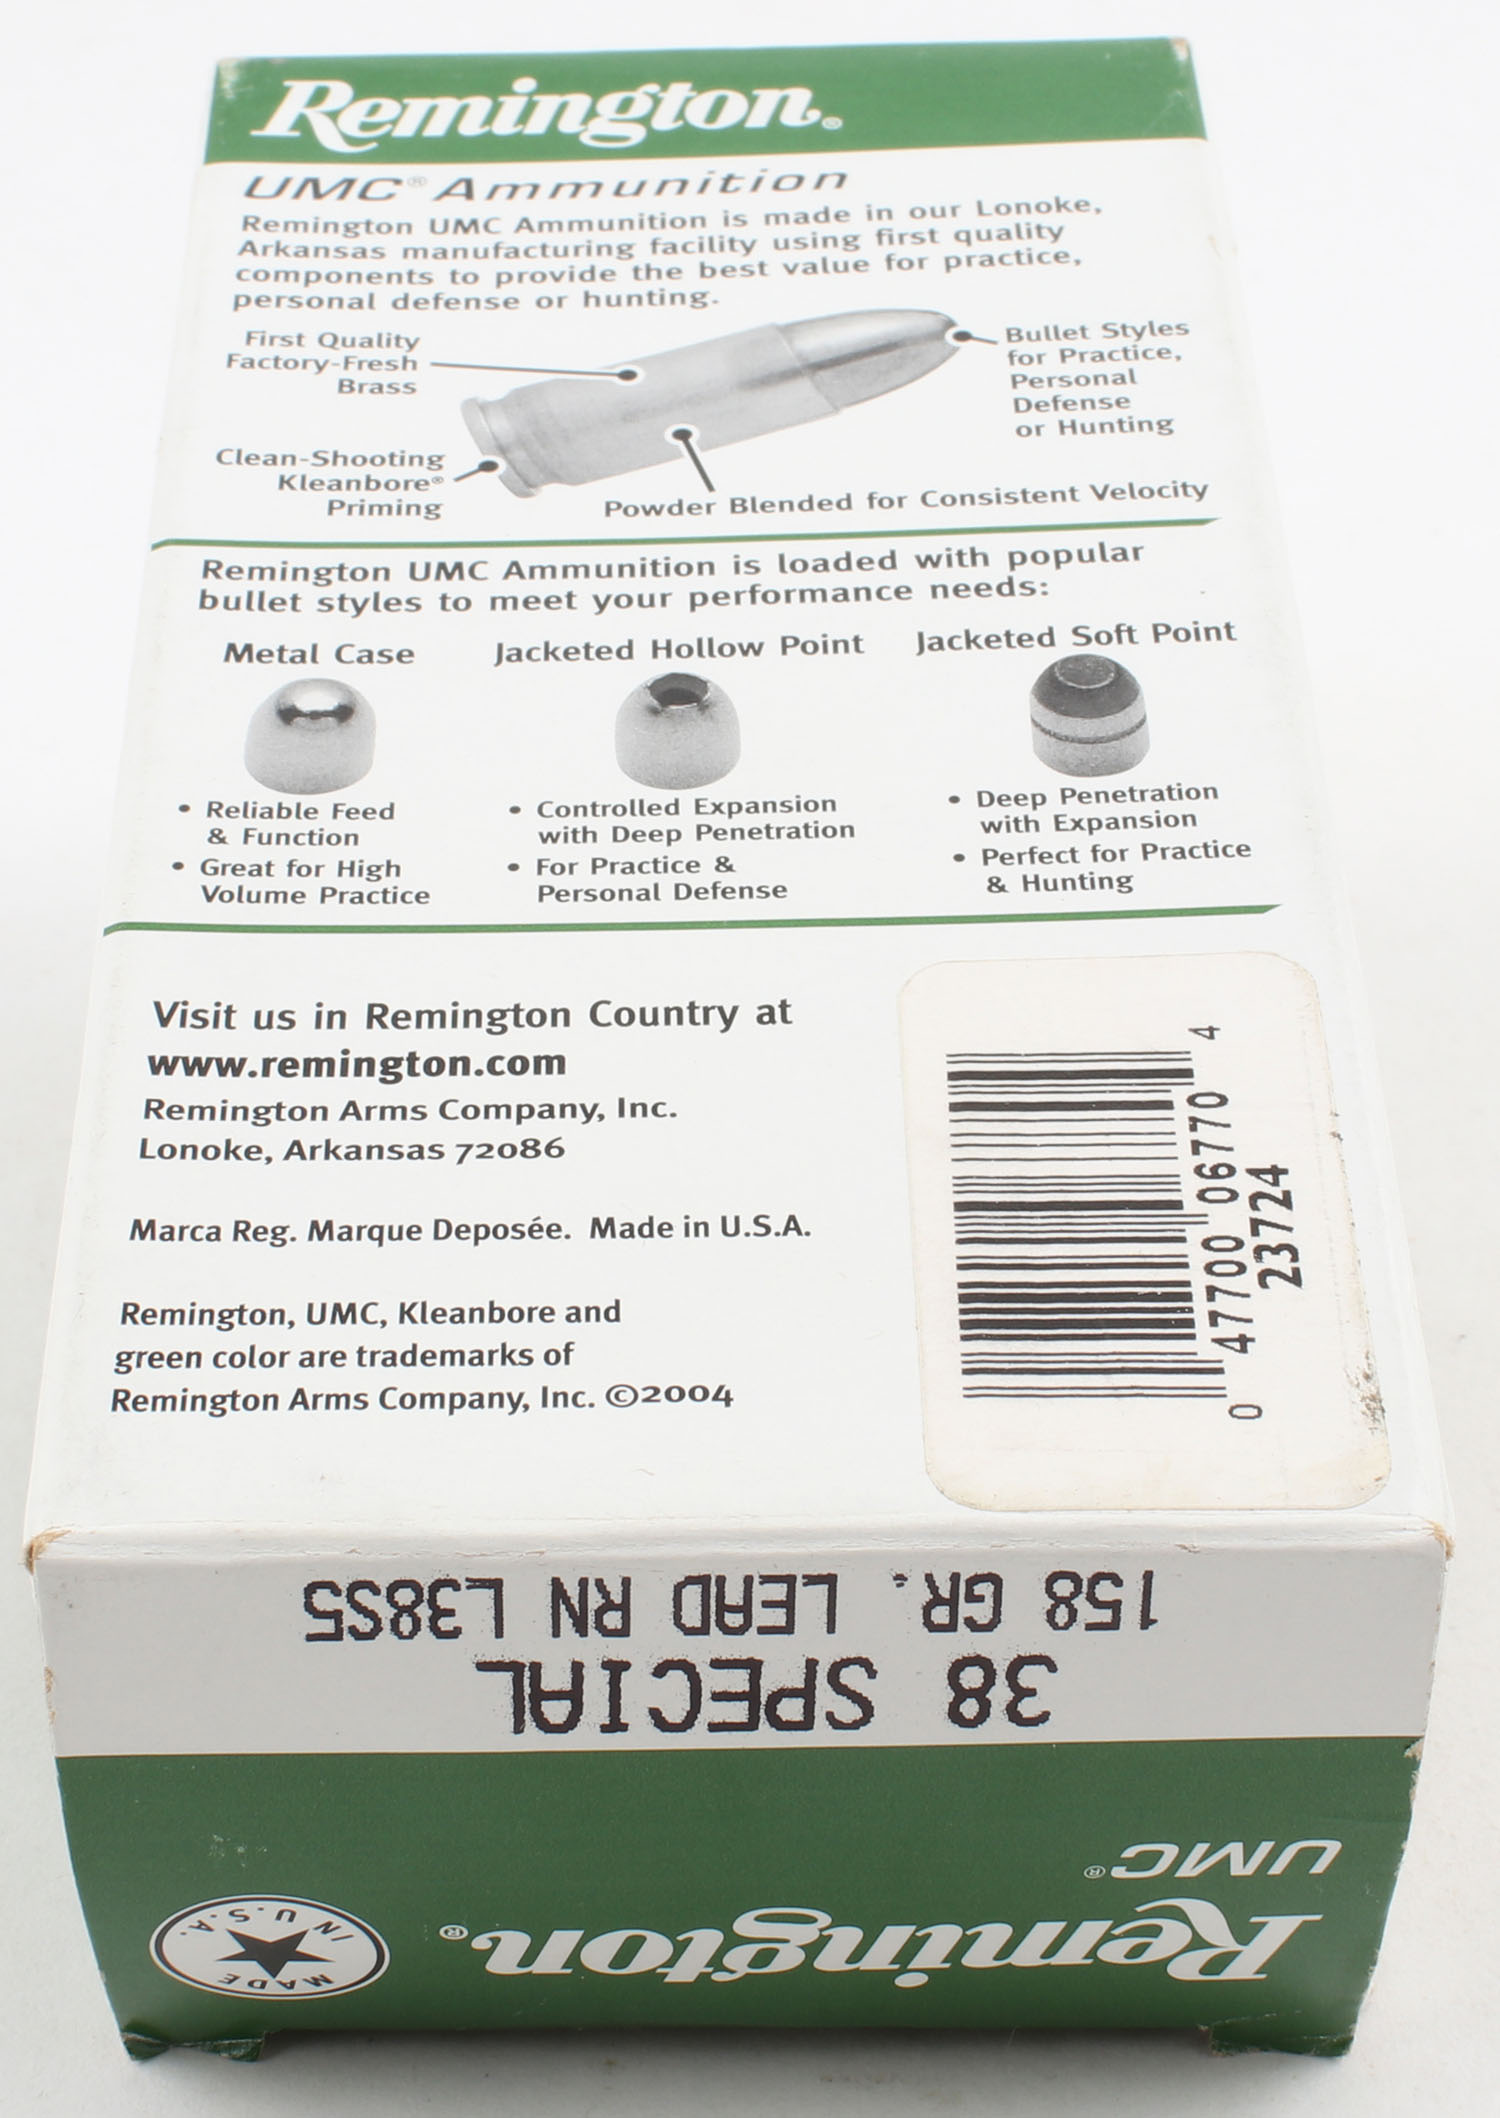 Remington®
UMC® Ammunition
Remington UMC Ammunition is made in our Lonoke,
Arkansas manufacturing facility using first quality
components to provide the best value for practice,
personal defense or hunting.
First Quality
Factory-Fresh
Brass
Bullet Styles
for Practice,
Personal
Defense
or Hunting
Clean-Shooting
Kleanbore®
Priming
Powder Blended for Consistent Velocity
Remington UMC Ammunition is loaded with popular
bullet styles to meet your performance needs:
Metal Case
• Reliable Feed
& Function
• Great for High
Volume Practice
Jacketed Hollow Point
• Controlled Expansion
with Deep Penetration
• For Practice &
Personal Defense
Jacketed Soft Point
• Deep Penetration
with Expansion
• Perfect for Practice
& Hunting
Visit us in Remington Country at
www.remington.com
Remington Arms Company, Inc.
Lonoke, Arkansas 72086
Marca Reg. Marque Deposée. Made in U.S.A.
Remington, UMC, Kleanbore and
green color are trademarks of
Remington Arms Company, Inc. ©2004
0 47700 06770 4
23724
Remington®
UMC®
MADE IN U.S.A.
38 SPECIAL
158 GR. LEAD RN L38S5